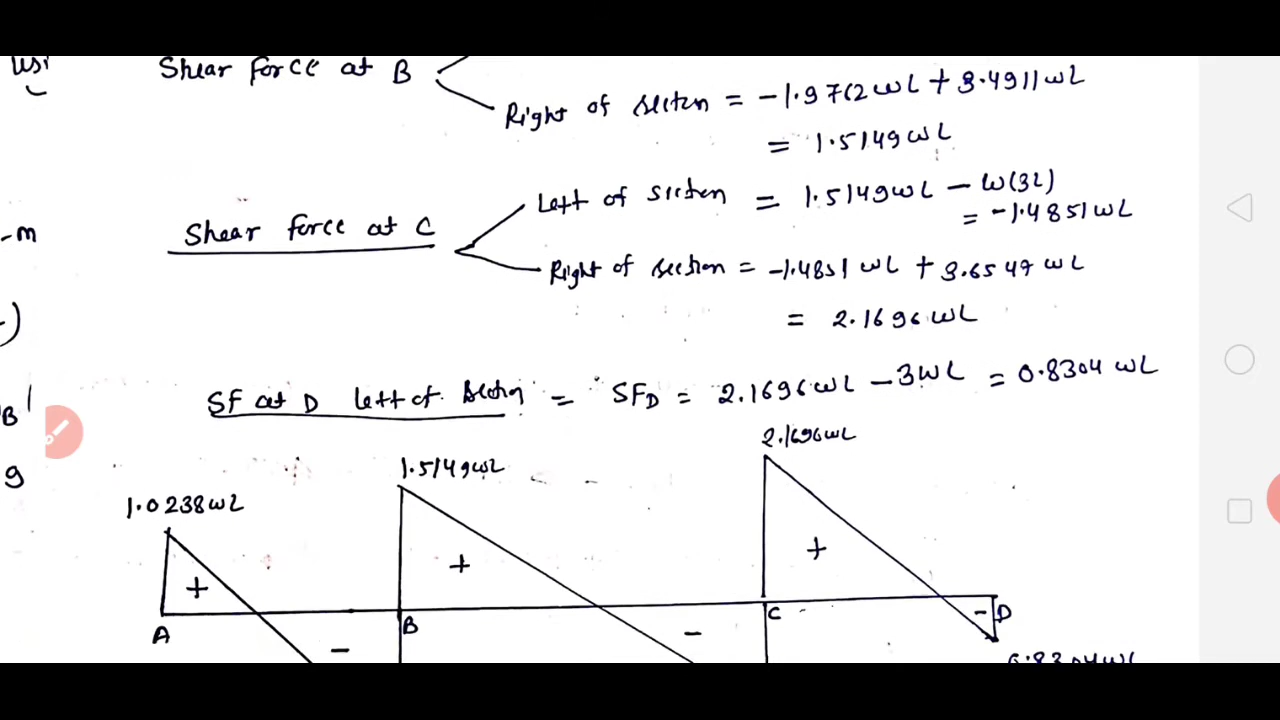 Shear force at B
Right of section = -1.9762wL + 3.4911wL
= 1.5149wL
Shear force at C
Left of section = 1.5149wL - w(3L)
= -1.4851wL
-m
Right of section = -1.4851wL + 3.6547wL
= 2.1696wL
SF at D left of section = SFD = 2.1696wL - 3wL = 0.8304wL
B
g
2.1696wL
1.5149wL
1.0238wL
+
+
+
A
B
C
- D
-
-